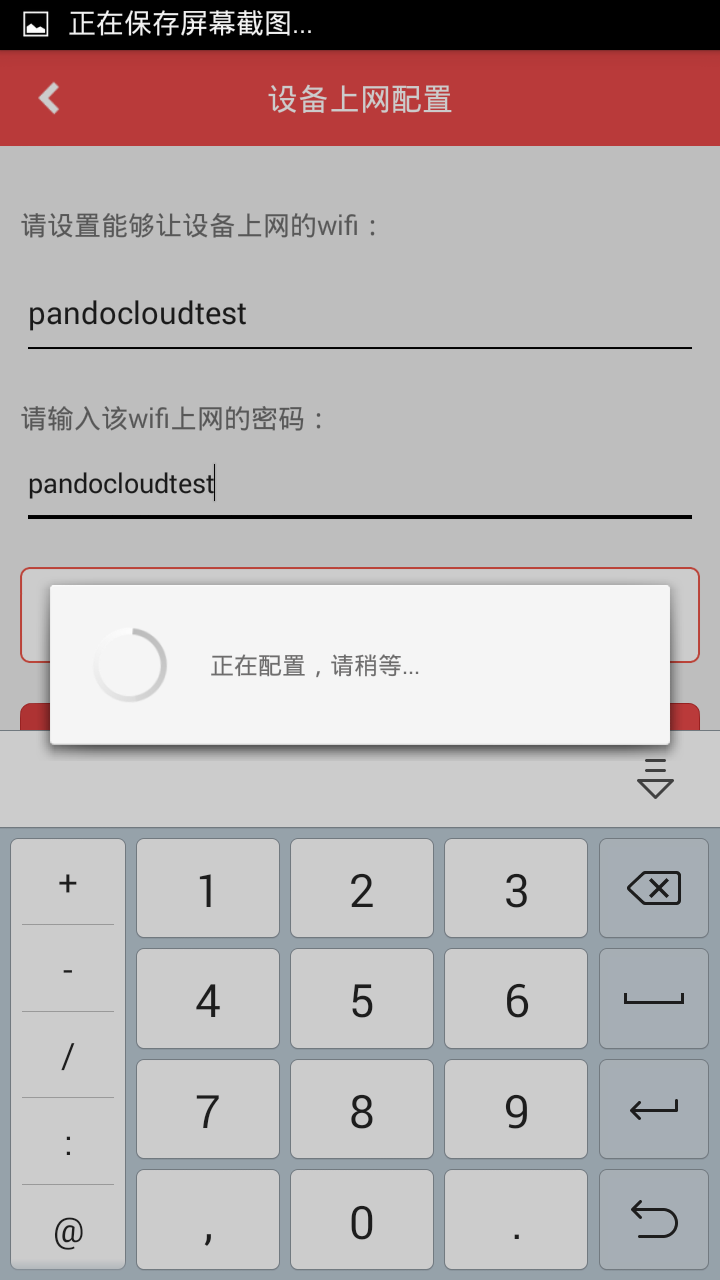 正在保存屏幕截图...
设备上网配置
请设置能够让设备上网的wifi：
pandocloudtest
请输入该wifi上网的密码：
pandocloudtest
正在配置，请稍等...
+ 1 2 3
- 4 5 6
/ 7 8 9
:
@ , 0 .